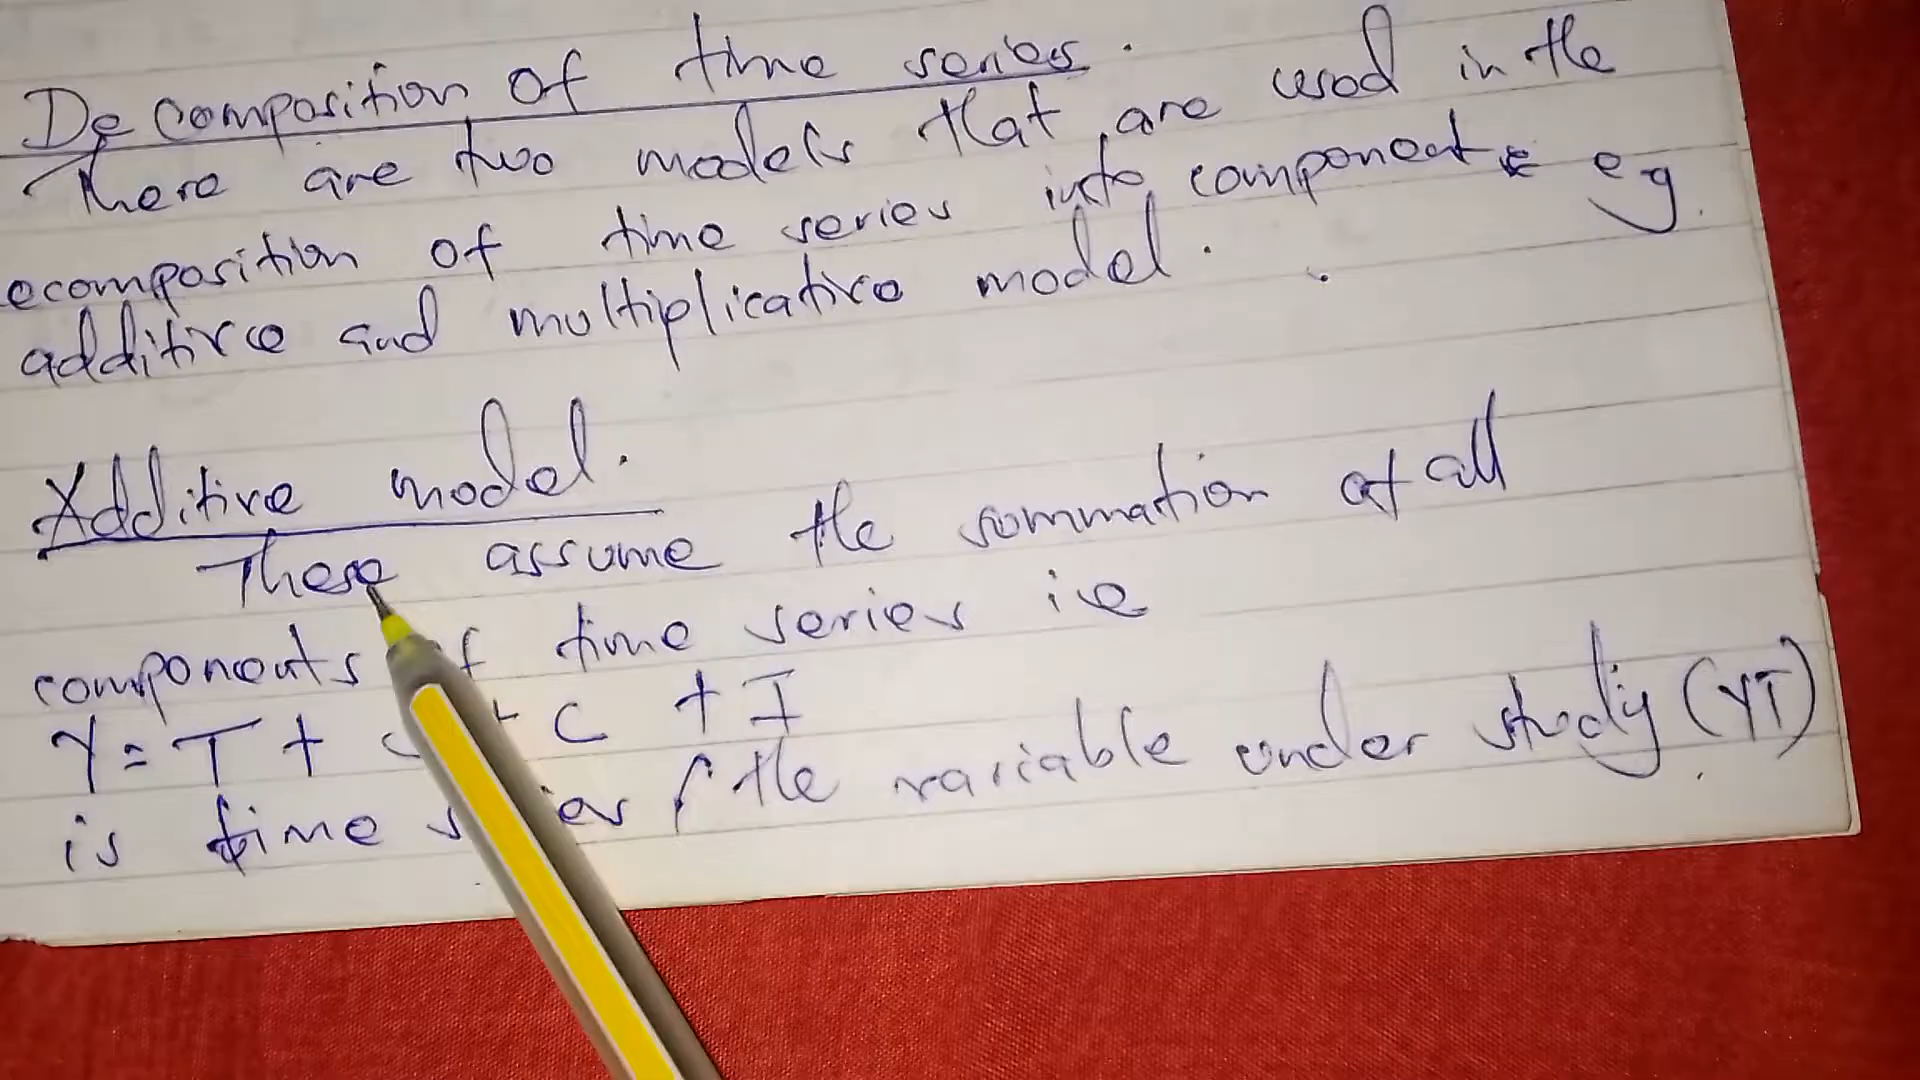 Decomposition of time series.
There are two models that are used in the
ecomposition of time series into components eg
additive and multiplicative model.
Additive model.
These assume the summation of all
components of time series ie
Y = T + + C + I
is time the variable under study (YT)